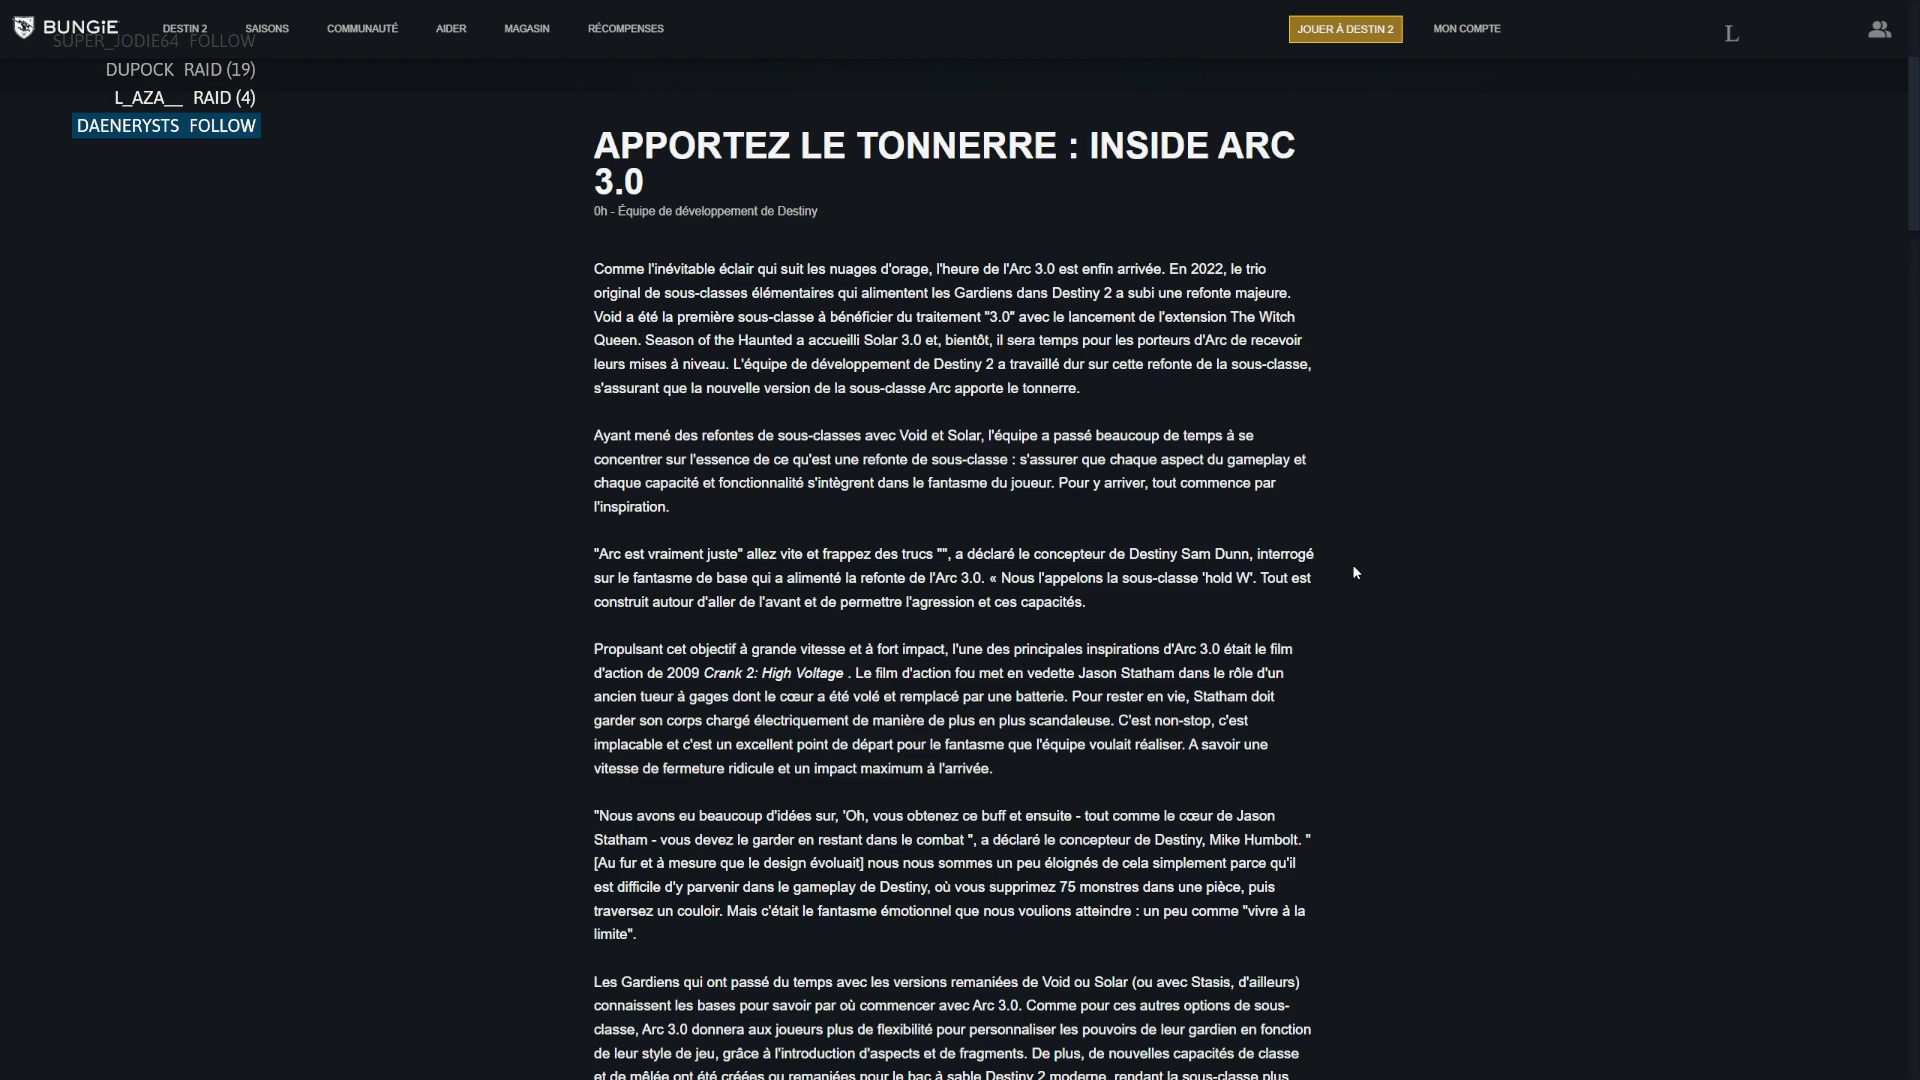 BUNGiE
DESTIN 2
SAISONS
COMMUNAUTÉ
AIDER
MAGASIN
RÉCOMPENSES
JOUER À DESTIN 2
MON COMPTE
L
SUPER_JODIE64 FOLLOW
DUPOCK RAID (19)
L_AZA__ RAID (4)
DAENERYSTS FOLLOW
APPORTEZ LE TONNERRE : INSIDE ARC
3.0
0h - Équipe de développement de Destiny
Comme l'inévitable éclair qui suit les nuages d'orage, l'heure de l'Arc 3.0 est enfin arrivée. En 2022, le trio
original de sous-classes élémentaires qui alimentent les Gardiens dans Destiny 2 a subi une refonte majeure.
Void a été la première sous-classe à bénéficier du traitement "3.0" avec le lancement de l'extension The Witch
Queen. Season of the Haunted a accueilli Solar 3.0 et, bientôt, il sera temps pour les porteurs d'Arc de recevoir
leurs mises à niveau. L'équipe de développement de Destiny 2 a travaillé dur sur cette refonte de la sous-classe,
s'assurant que la nouvelle version de la sous-classe Arc apporte le tonnerre.
Ayant mené des refontes de sous-classes avec Void et Solar, l'équipe a passé beaucoup de temps à se
concentrer sur l'essence de ce qu'est une refonte de sous-classe : s'assurer que chaque aspect du gameplay et
chaque capacité et fonctionnalité s'intègrent dans le fantasme du joueur. Pour y arriver, tout commence par
l'inspiration.
"Arc est vraiment juste" allez vite et frappez des trucs "", a déclaré le concepteur de Destiny Sam Dunn, interrogé
sur le fantasme de base qui a alimenté la refonte de l'Arc 3.0. « Nous l'appelons la sous-classe 'hold W'. Tout est
construit autour d'aller de l'avant et de permettre l'agression et ces capacités.
Propulsant cet objectif à grande vitesse et à fort impact, l'une des principales inspirations d'Arc 3.0 était le film
d'action de 2009 Crank 2: High Voltage . Le film d'action fou met en vedette Jason Statham dans le rôle d'un
ancien tueur à gages dont le cœur a été volé et remplacé par une batterie. Pour rester en vie, Statham doit
garder son corps chargé électriquement de manière de plus en plus scandaleuse. C'est non-stop, c'est
implacable et c'est un excellent point de départ pour le fantasme que l'équipe voulait réaliser. A savoir une
vitesse de fermeture ridicule et un impact maximum à l'arrivée.
"Nous avons eu beaucoup d'idées sur, 'Oh, vous obtenez ce buff et ensuite - tout comme le cœur de Jason
Statham - vous devez le garder en restant dans le combat ", a déclaré le concepteur de Destiny, Mike Humbolt. "
[Au fur et à mesure que le design évoluait] nous nous sommes un peu éloignés de cela simplement parce qu'il
est difficile d'y parvenir dans le gameplay de Destiny, où vous supprimez 75 monstres dans une pièce, puis
traversez un couloir. Mais c'était le fantasme émotionnel que nous voulions atteindre : un peu comme "vivre à la
limite".
Les Gardiens qui ont passé du temps avec les versions remaniées de Void ou Solar (ou avec Stasis, d'ailleurs)
connaissent les bases pour savoir par où commencer avec Arc 3.0. Comme pour ces autres options de sous-
classe, Arc 3.0 donnera aux joueurs plus de flexibilité pour personnaliser les pouvoirs de leur gardien en fonction
de leur style de jeu, grâce à l'introduction d'aspects et de fragments. De plus, de nouvelles capacités de classe
et de mêlée ont été créées ou remaniées pour le bac à sable Destiny 2 moderne, rendant la sous-classe plus